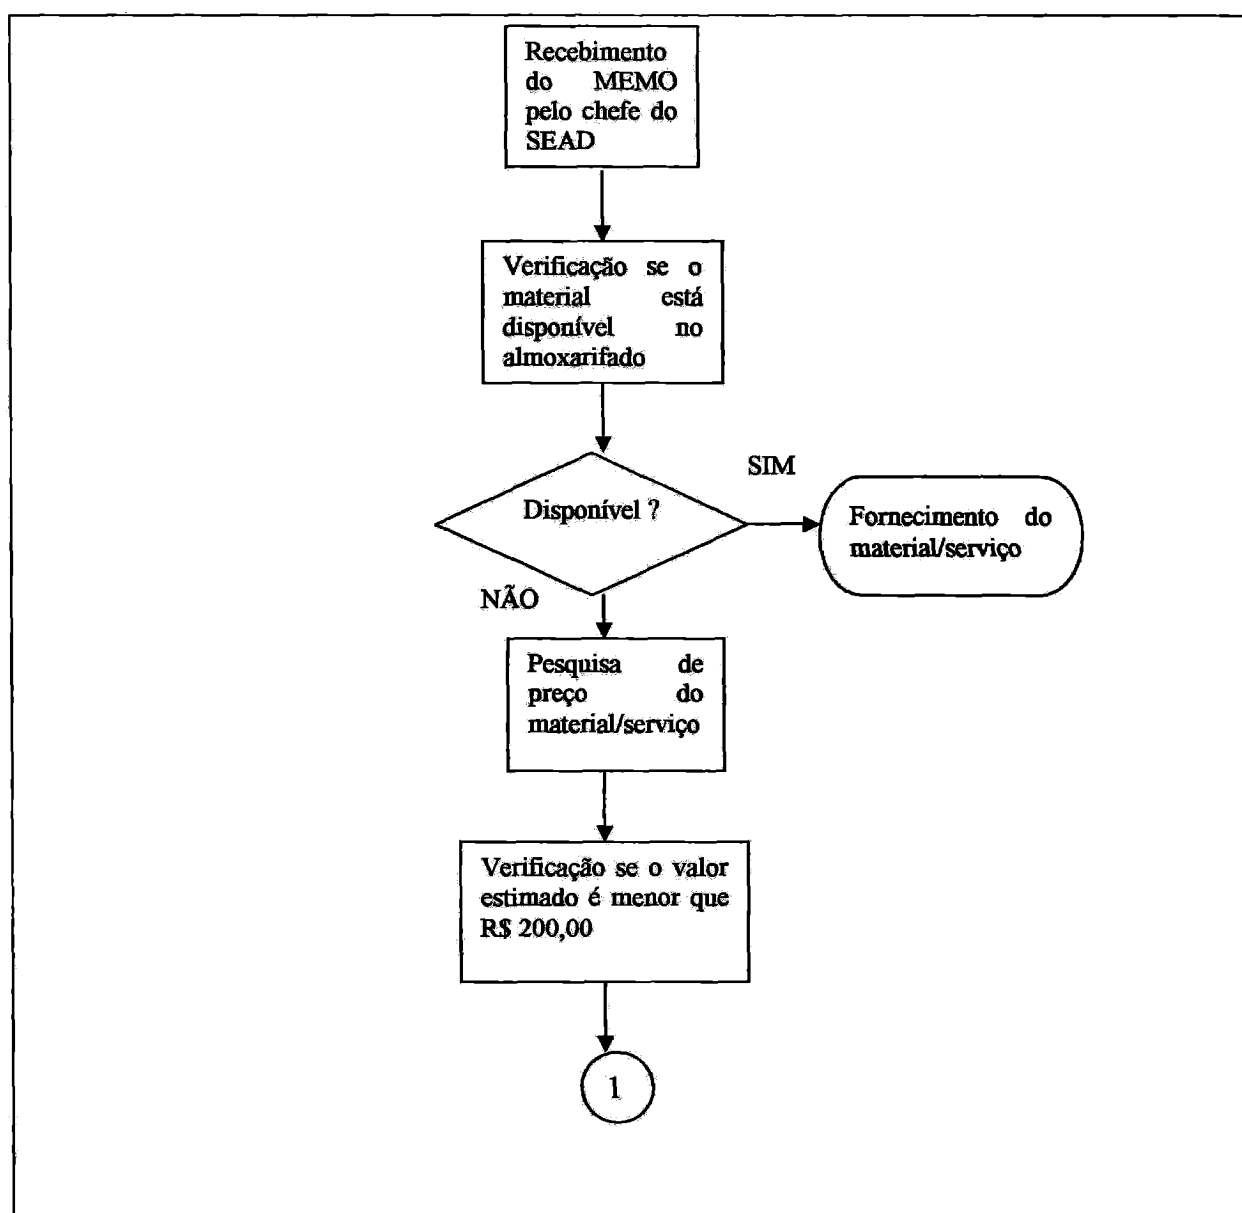 Recebimento
do MEMO
pelo chefe do
SEAD
Verificação se o
material está
disponível no
almoxarifado
Disponível ?
SIM
Fornecimento do
material/serviço
NÃO
Pesquisa de
preço do
material/serviço
Verificação se o valor
estimado é menor que
R$ 200,00
1